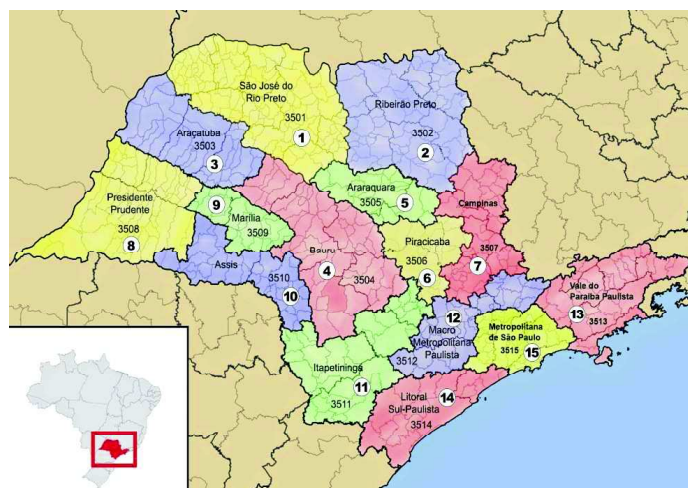 São José do
Rio Preto
3501
1
Ribeirão Preto
3502
2
Araçatuba
3503
3
Presidente
Prudente
3508
8
9
Marília
3509
Araraquara
3505
5
Campinas
3507
7
Bauru
4
3504
Piracicaba
3506
6
Assis
3510
10
12
Macro
Metropolitana
Paulista
3512
Vale do
Paraíba Paulista
13
3513
Metropolitana
de São Paulo
3515
15
Itapetininga
11
3511
14
Litoral
Sul-Paulista
3514